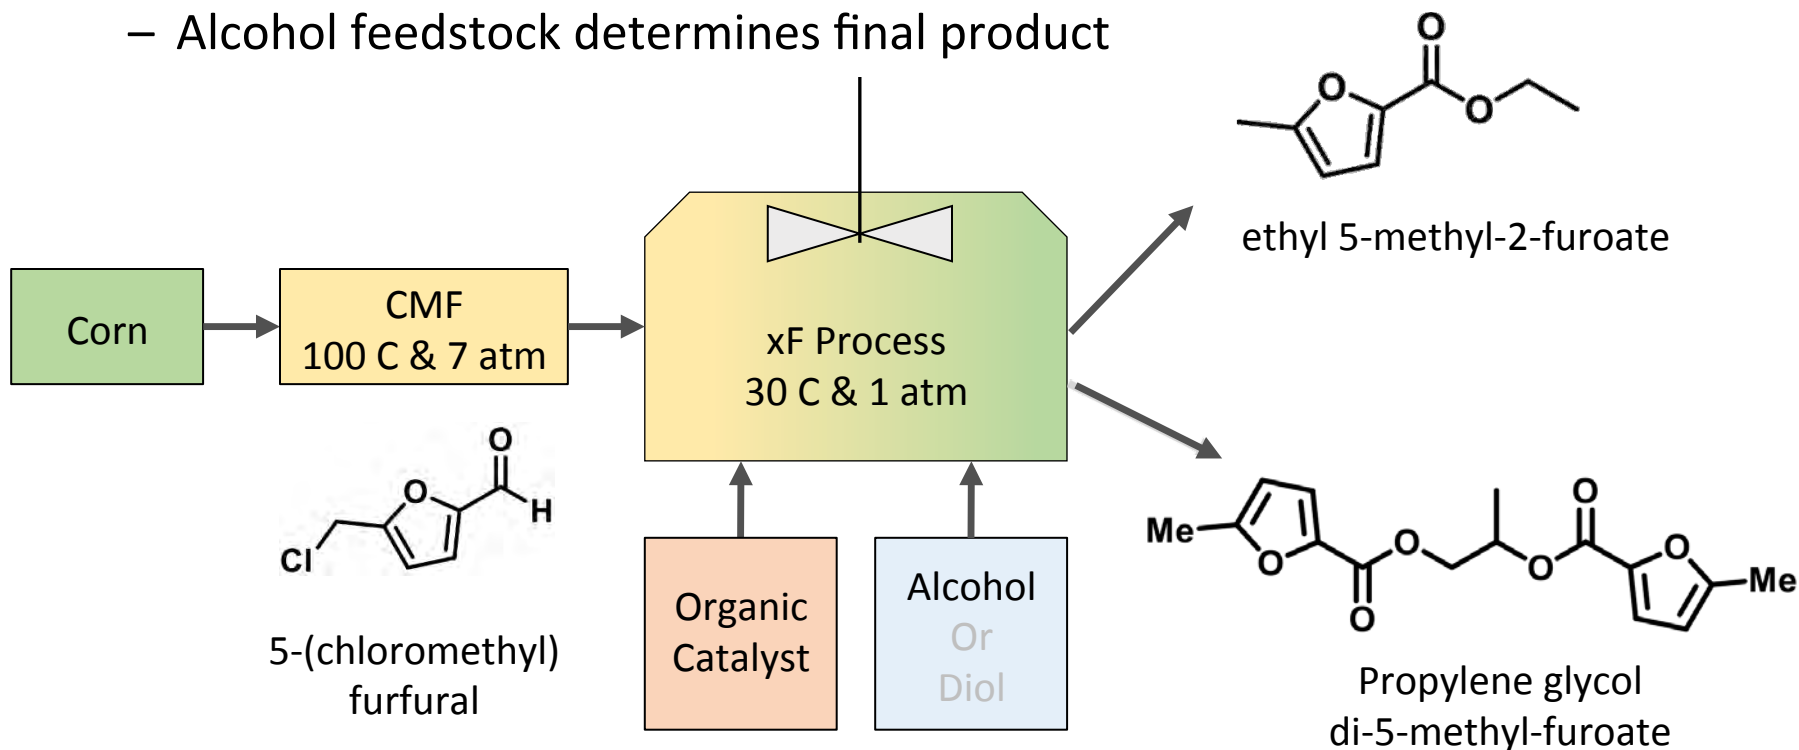 – Alcohol feedstock determines final product
O
O
O
ethyl 5-methyl-2-furoate
Corn
CMF
100 C & 7 atm
xF Process
30 C & 1 atm
O
O
H
Cl
5-(chloromethyl)
furfural
Organic
Catalyst
Alcohol
Or
Diol
Me
O
O
O
O
O
O
Me
Propylene glycol
di-5-methyl-furoate